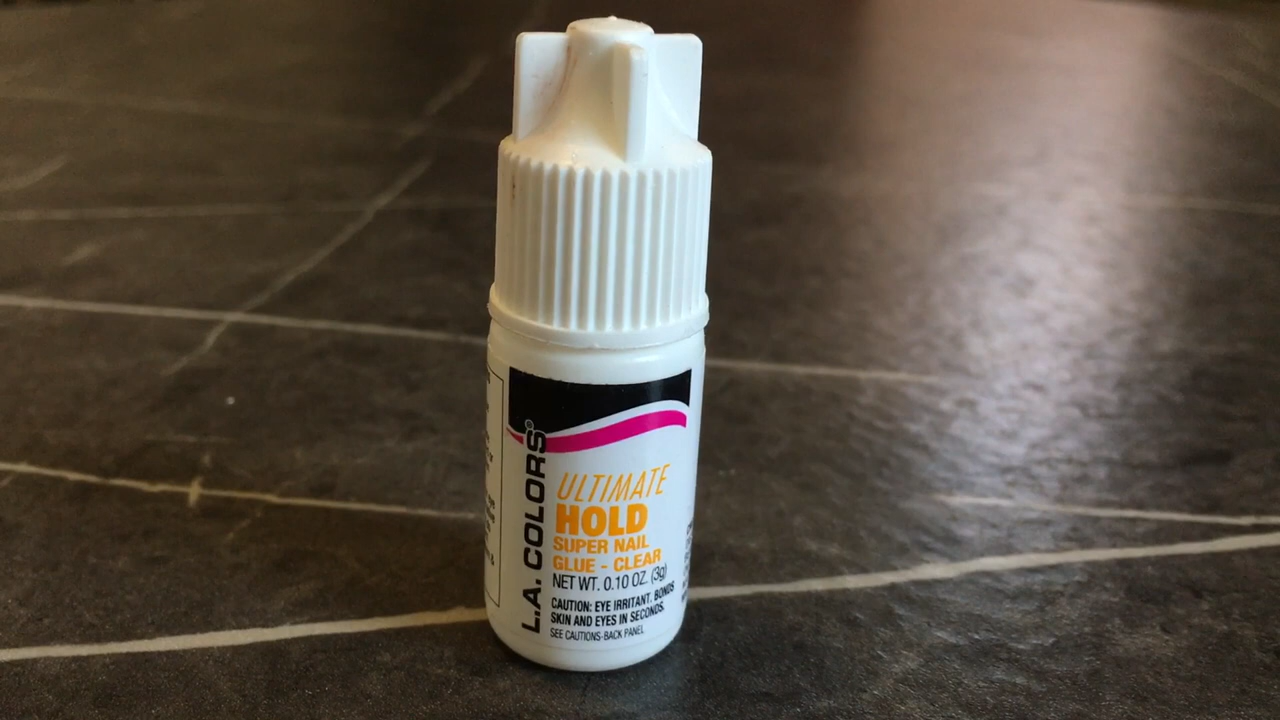 L.A. COLORS®
ULTIMATE
HOLD
SUPER NAIL
GLUE - CLEAR
NET WT. 0.10 OZ. (3g)
CAUTION: EYE IRRITANT. BONDS
SKIN AND EYES IN SECONDS.
SEE CAUTIONS-BACK PANEL